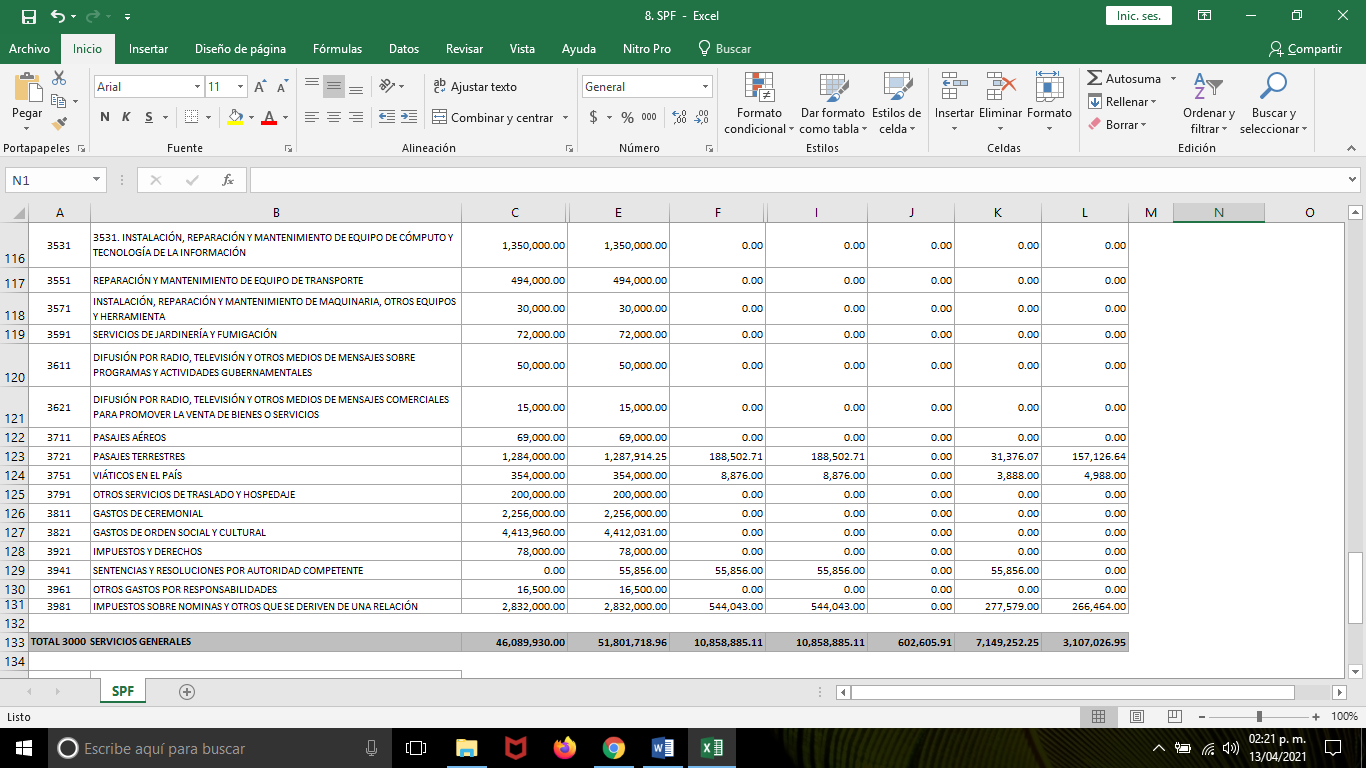 8. SPF - Excel
Inic. ses.
Archivo Inicio Insertar Diseño de página Fórmulas Datos Revisar Vista Ayuda Nitro Pro Buscar Compartir
Pegar
Arial 11
N K S
Ajustar texto
Combinar y centrar
General
$ % 000
Formato condicional
Dar formato como tabla
Estilos de celda
Insertar Eliminar Formato
Autosuma
Rellenar
Borrar
Ordenar y filtrar
Buscar y seleccionar
Portapapeles Fuente Alineación Número Estilos Celdas Edición
N1 fx
A B C E F I J K L M N O
116 3531 3531. INSTALACIÓN, REPARACIÓN Y MANTENIMIENTO DE EQUIPO DE CÓMPUTO Y 1,350,000.00 1,350,000.00 0.00 0.00 0.00 0.00 0.00
TECNOLOGÍA DE LA INFORMACIÓN
117 3551 REPARACIÓN Y MANTENIMIENTO DE EQUIPO DE TRANSPORTE 494,000.00 494,000.00 0.00 0.00 0.00 0.00 0.00
118 3571 INSTALACIÓN, REPARACIÓN Y MANTENIMIENTO DE MAQUINARIA, OTROS EQUIPOS 30,000.00 30,000.00 0.00 0.00 0.00 0.00 0.00
Y HERRAMIENTA
119 3591 SERVICIOS DE JARDINERÍA Y FUMIGACIÓN 72,000.00 72,000.00 0.00 0.00 0.00 0.00 0.00
120 3611 DIFUSIÓN POR RADIO, TELEVISIÓN Y OTROS MEDIOS DE MENSAJES SOBRE 50,000.00 50,000.00 0.00 0.00 0.00 0.00 0.00
PROGRAMAS Y ACTIVIDADES GUBERNAMENTALES
121 3621 DIFUSIÓN POR RADIO, TELEVISIÓN Y OTROS MEDIOS DE MENSAJES COMERCIALES 15,000.00 15,000.00 0.00 0.00 0.00 0.00 0.00
PARA PROMOVER LA VENTA DE BIENES O SERVICIOS
122 3711 PASAJES AÉREOS 69,000.00 69,000.00 0.00 0.00 0.00 0.00 0.00
123 3721 PASAJES TERRESTRES 1,284,000.00 1,287,914.25 188,502.71 188,502.71 0.00 31,376.07 157,126.64
124 3751 VIÁTICOS EN EL PAÍS 354,000.00 354,000.00 8,876.00 8,876.00 0.00 3,888.00 4,988.00
125 3791 OTROS SERVICIOS DE TRASLADO Y HOSPEDAJE 200,000.00 200,000.00 0.00 0.00 0.00 0.00 0.00
126 3811 GASTOS DE CEREMONIAL 2,256,000.00 2,256,000.00 0.00 0.00 0.00 0.00 0.00
127 3821 GASTOS DE ORDEN SOCIAL Y CULTURAL 4,413,960.00 4,412,031.00 0.00 0.00 0.00 0.00 0.00
128 3921 IMPUESTOS Y DERECHOS 78,000.00 78,000.00 0.00 0.00 0.00 0.00 0.00
129 3941 SENTENCIAS Y RESOLUCIONES POR AUTORIDAD COMPETENTE 0.00 55,856.00 55,856.00 55,856.00 0.00 55,856.00 0.00
130 3961 OTROS GASTOS POR RESPONSABILIDADES 16,500.00 16,500.00 0.00 0.00 0.00 0.00 0.00
131 3981 IMPUESTOS SOBRE NOMINAS Y OTROS QUE SE DERIVEN DE UNA RELACIÓN 2,832,000.00 2,832,000.00 544,043.00 544,043.00 0.00 277,579.00 266,464.00
132
133 TOTAL 3000 SERVICIOS GENERALES 46,089,930.00 51,801,718.96 10,858,885.11 10,858,885.11 602,605.91 7,149,252.25 3,107,026.95
134
SPF
Listo 100%
Escribe aquí para buscar
02:21 p. m.
13/04/2021